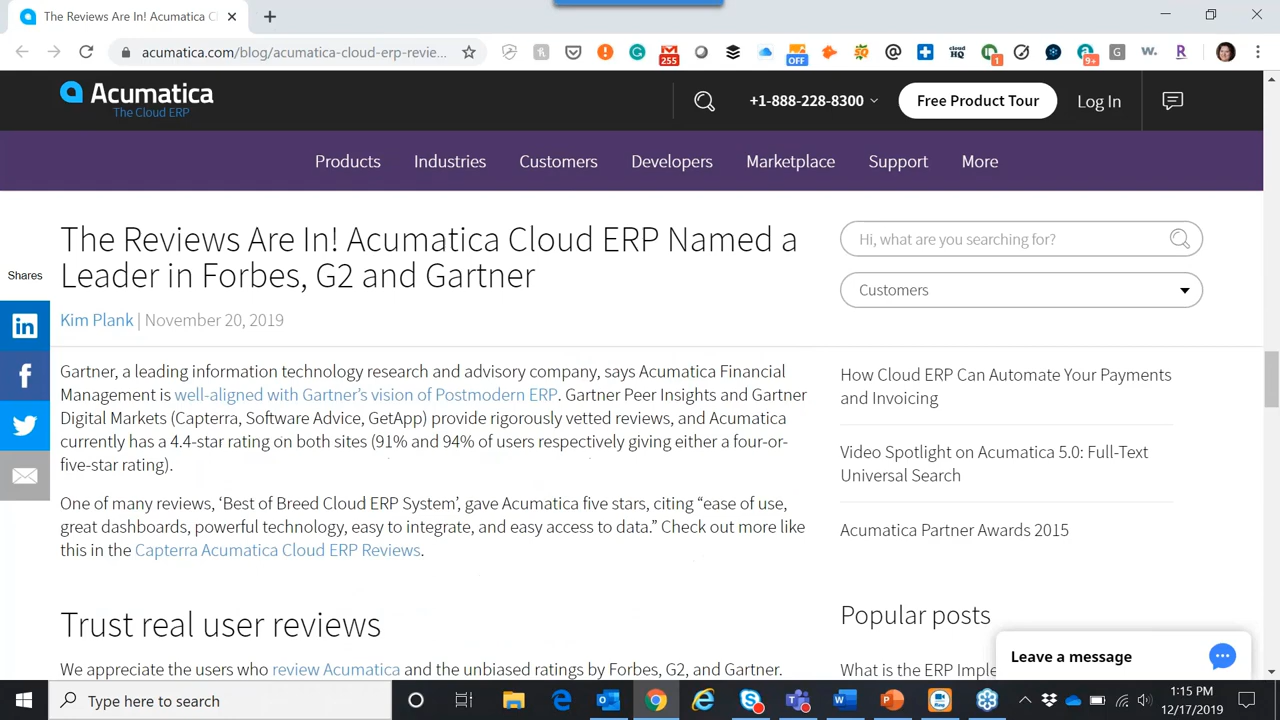 The Reviews Are In! Acumatica C
acumatica.com/blog/acumatica-cloud-erp-revie...
255
OFF
1
9+
Acumatica
The Cloud ERP
+1-888-228-8300
Free Product Tour
Log In
Products
Industries
Customers
Developers
Marketplace
Support
More
The Reviews Are In! Acumatica Cloud ERP Named a
Leader in Forbes, G2 and Gartner
Kim Plank | November 20, 2019
Shares
Gartner, a leading information technology research and advisory company, says Acumatica Financial
Management is well-aligned with Gartner's vision of Postmodern ERP. Gartner Peer Insights and Gartner
Digital Markets (Capterra, Software Advice, GetApp) provide rigorously vetted reviews, and Acumatica
currently has a 4.4-star rating on both sites (91% and 94% of users respectively giving either a four-or-
five-star rating).
One of many reviews, ‘Best of Breed Cloud ERP System’, gave Acumatica five stars, citing “ease of use,
great dashboards, powerful technology, easy to integrate, and easy access to data.” Check out more like
this in the Capterra Acumatica Cloud ERP Reviews.
Trust real user reviews
We appreciate the users who review Acumatica and the unbiased ratings by Forbes, G2, and Gartner.
Hi, what are you searching for?
Customers
How Cloud ERP Can Automate Your Payments
and Invoicing
Video Spotlight on Acumatica 5.0: Full-Text
Universal Search
Acumatica Partner Awards 2015
Popular posts
What is the ERP Imple
Leave a message
Type here to search
1:15 PM
12/17/2019